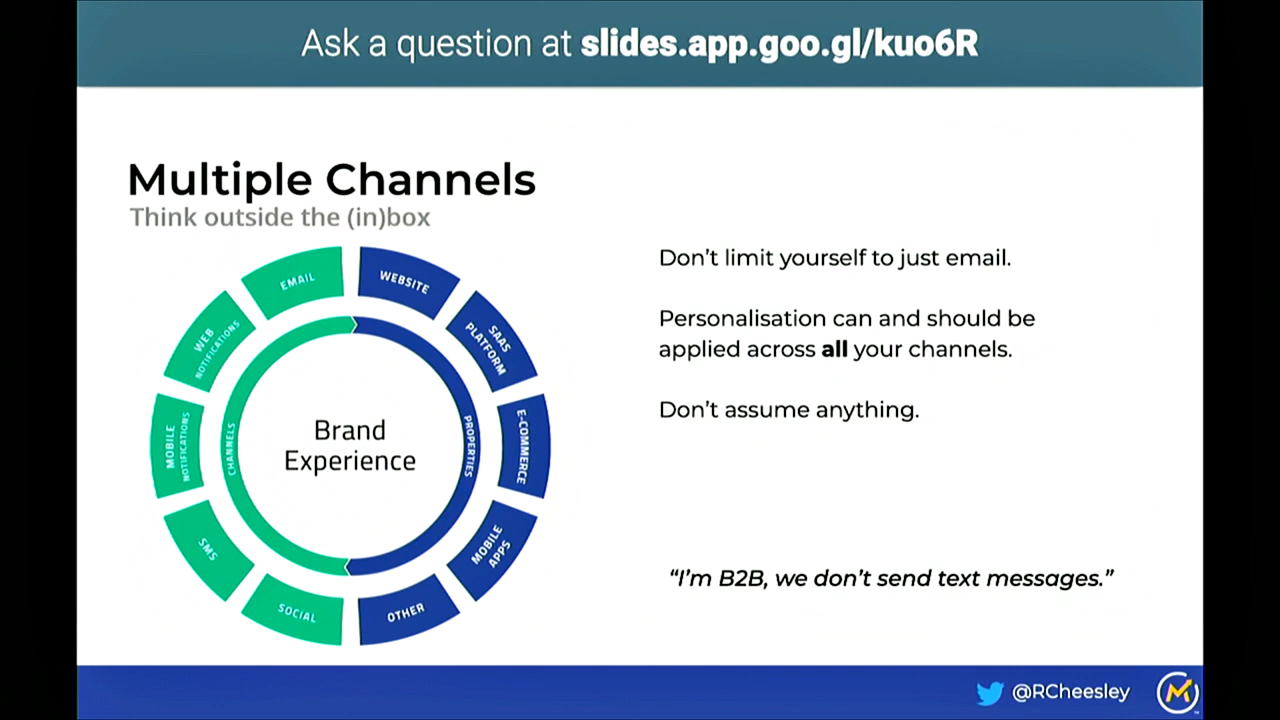 Ask a question at slides.app.goo.gl/kuo6R
Multiple Channels
Think outside the (in)box
EMAIL
WEBSITE
WEB
NOTIFICATIONS
SAAS
PLATFORM
MOBILE
NOTIFICATIONS
CHANNELS
Brand
Experience
PROPERTIES
E-COMMERCE
SMS
MOBILE
APPS
SOCIAL
OTHER
Don't limit yourself to just email.
Personalisation can and should be
applied across all your channels.
Don't assume anything.
“I'm B2B, we don't send text messages.”
@RCheesley
M
TM